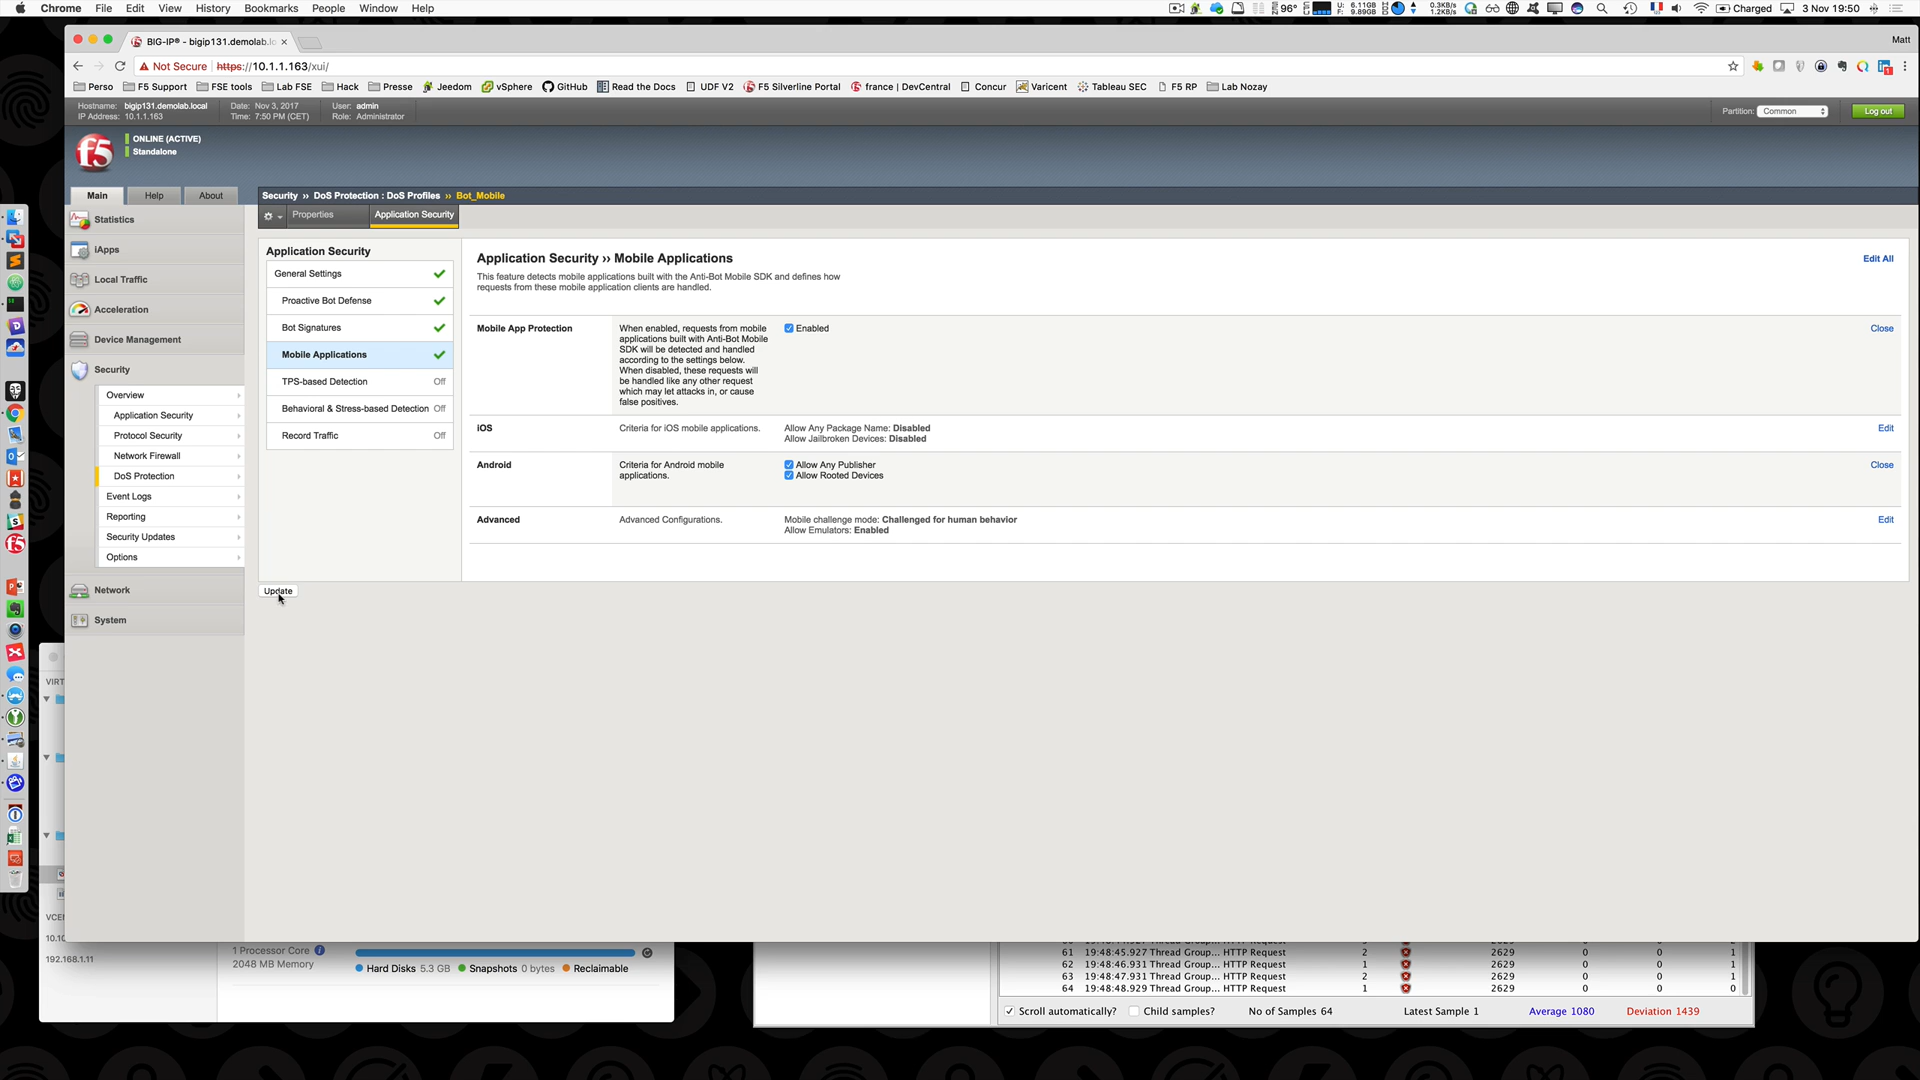 Chrome File Edit View History Bookmarks People Window Help
96° U: 6.11GB F: 9.89GB 0.3KB/s 1.2KB/s Charged 3 Nov 19:50
BIG-IP® - bigip131.demolab.lo Matt
Not Secure https://10.1.1.163/xui/
Perso F5 Support FSE tools Lab FSE Hack Presse Jeedom vSphere GitHub Read the Docs UDF V2 F5 Silverline Portal france | DevCentral Concur Varicent Tableau SEC F5 RP Lab Nozay
Hostname: bigip131.demolab.local Date: Nov 3, 2017 User: admin
IP Address: 10.1.1.163 Time: 7:50 PM (CET) Role: Administrator
Partition: Common Log out
f5
ONLINE (ACTIVE)
Standalone
Main Help About
Security ›› DoS Protection : DoS Profiles ›› Bot_Mobile
Properties Application Security
Statistics
iApps
Local Traffic
Acceleration
Device Management
Security
Overview
Application Security
Protocol Security
Network Firewall
DoS Protection
Event Logs
Reporting
Security Updates
Options
Network
System
Application Security
General Settings
Proactive Bot Defense
Bot Signatures
Mobile Applications
TPS-based Detection Off
Behavioral & Stress-based Detection Off
Record Traffic Off
Update
Application Security ›› Mobile Applications
Edit All
This feature detects mobile applications built with the Anti-Bot Mobile SDK and defines how
requests from these mobile application clients are handled.
Mobile App Protection
When enabled, requests from mobile
applications built with Anti-Bot Mobile
SDK will be detected and handled
according to the settings below.
When disabled, these requests will
be handled like any other request
which may let attacks in, or cause
false positives.
Enabled
Close
iOS
Criteria for iOS mobile applications.
Allow Any Package Name: Disabled
Allow Jailbroken Devices: Disabled
Edit
Android
Criteria for Android mobile
applications.
Allow Any Publisher
Allow Rooted Devices
Close
Advanced
Advanced Configurations.
Mobile challenge mode: Challenged for human behavior
Allow Emulators: Enabled
Edit
VIRT
VCEN
10.10
192.168.1.11
1 Processor Core
2048 MB Memory
Hard Disks 5.3 GB Snapshots 0 bytes Reclaimable
61 19:48:45.927 Thread Group... HTTP Request 2 2629 0 0 1
62 19:48:46.931 Thread Group... HTTP Request 1 2629 0 0 1
63 19:48:47.931 Thread Group... HTTP Request 2 2629 0 0 1
64 19:48:48.929 Thread Group... HTTP Request 1 2629 0 0 0
Scroll automatically? Child samples? No of Samples 64 Latest Sample 1 Average 1080 Deviation 1439